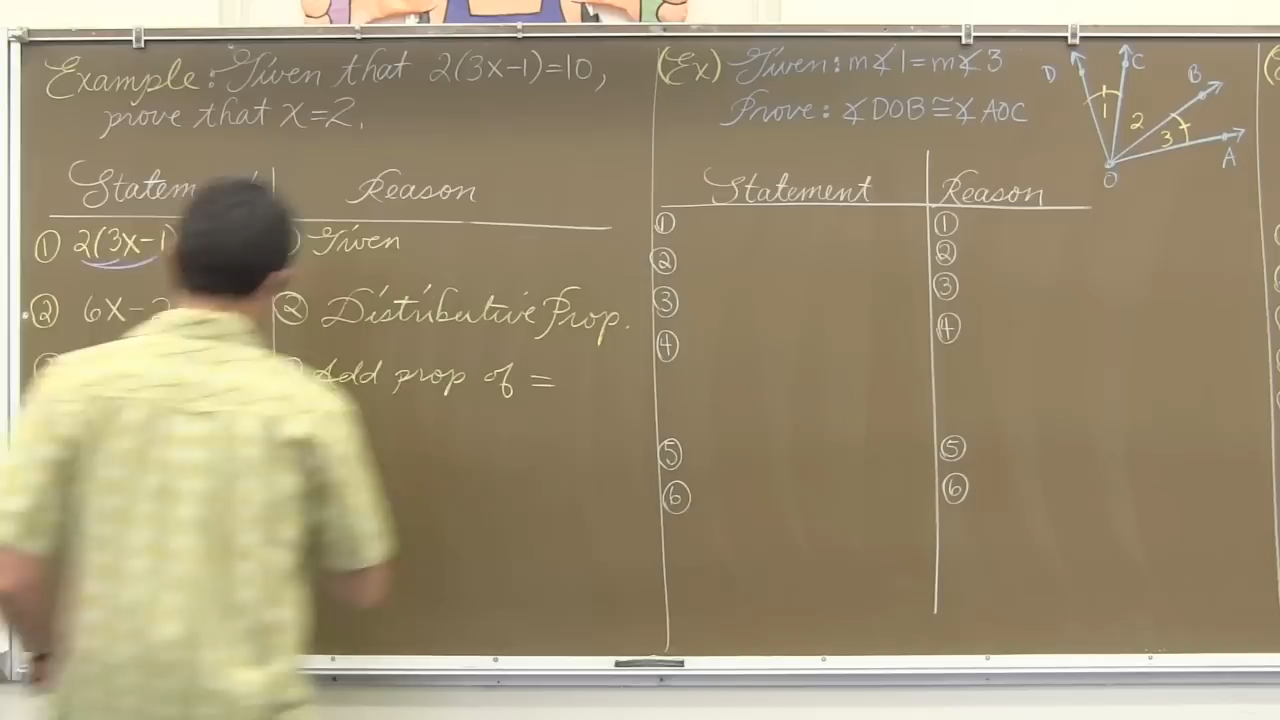 Example: Given that 2(3x-1)=10,
prove that x=2.
Reason
① 2(3x-1)
Given
② 6x-
② Distributive Prop.
Add prop of =
(Ex) Given: m∡1=m∡3
Prove: ∡DOB≅∡AOC
D C B A O
1 2 3
Statement Reason
① ①
② ②
③ ③
④ ④
⑤ ⑤
⑥ ⑥